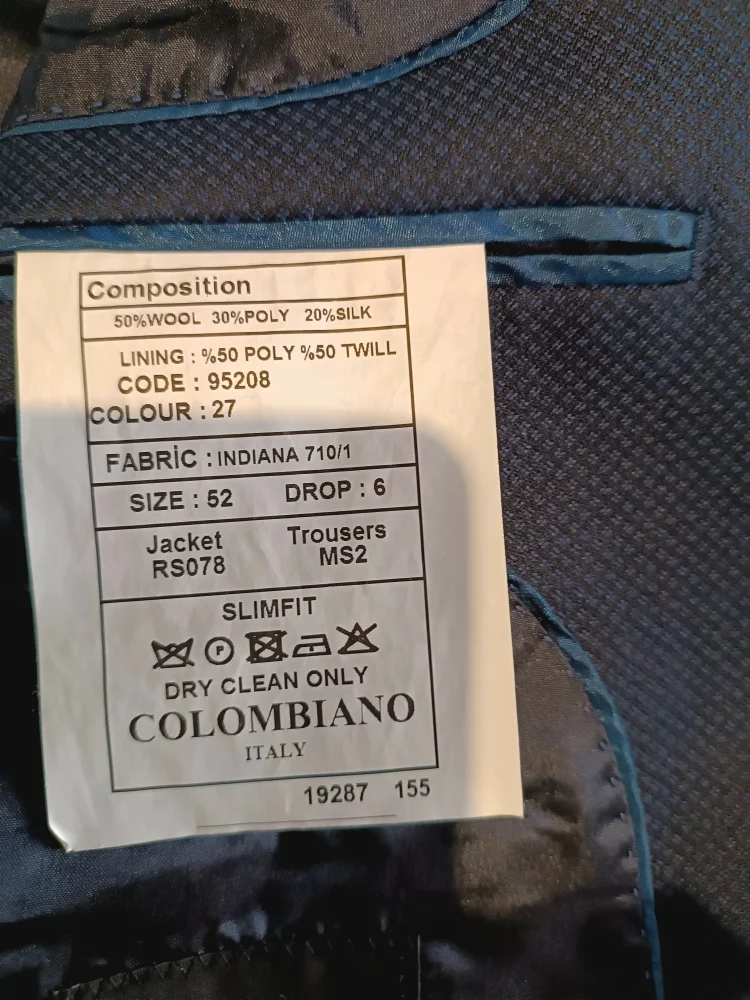 Composition
50%WOOL 30%POLY 20%SILK
LINING : %50 POLY %50 TWILL
CODE : 95208
COLOUR : 27
FABRİC : INDIANA 710/1
SIZE : 52 DROP : 6
Jacket Trousers
RS078 MS2
SLIMFIT
P
DRY CLEAN ONLY
COLOMBIANO
ITALY
19287 155